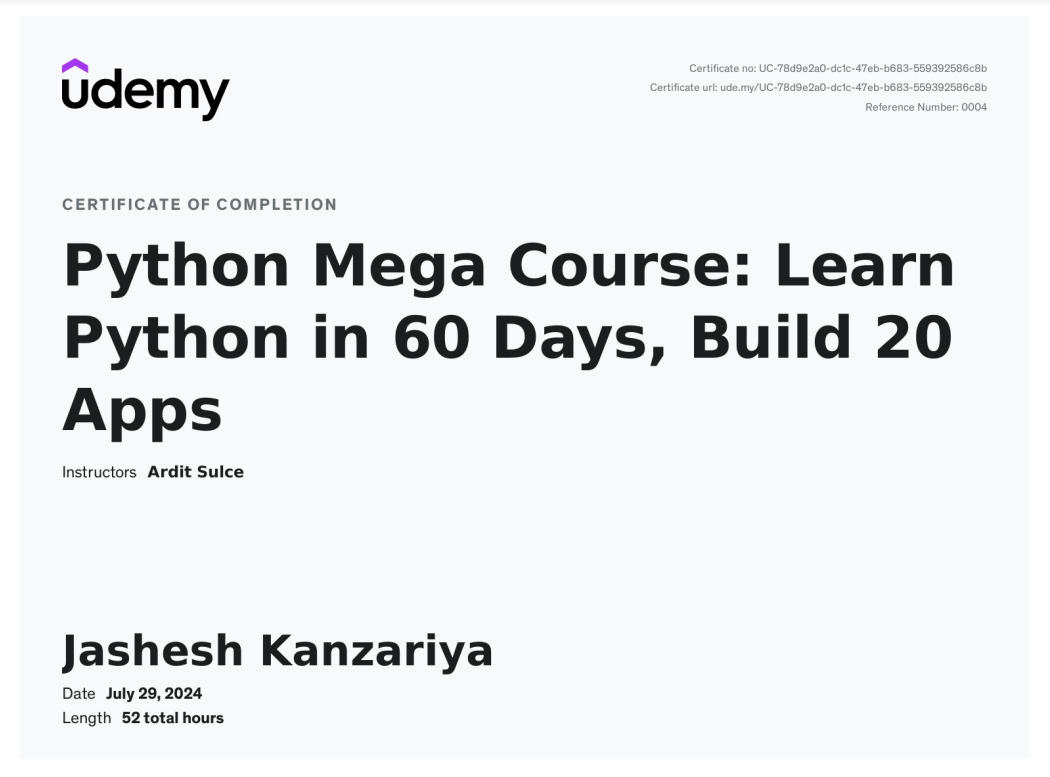 udemy
Certificate no: UC-78d9e2a0-dc1c-47eb-b683-559392586c8b
Certificate url: ude.my/UC-78d9e2a0-dc1c-47eb-b683-559392586c8b
Reference Number: 0004
CERTIFICATE OF COMPLETION
Python Mega Course: Learn
Python in 60 Days, Build 20
Apps
Instructors Ardit Sulce
Jashesh Kanzariya
Date July 29, 2024
Length 52 total hours